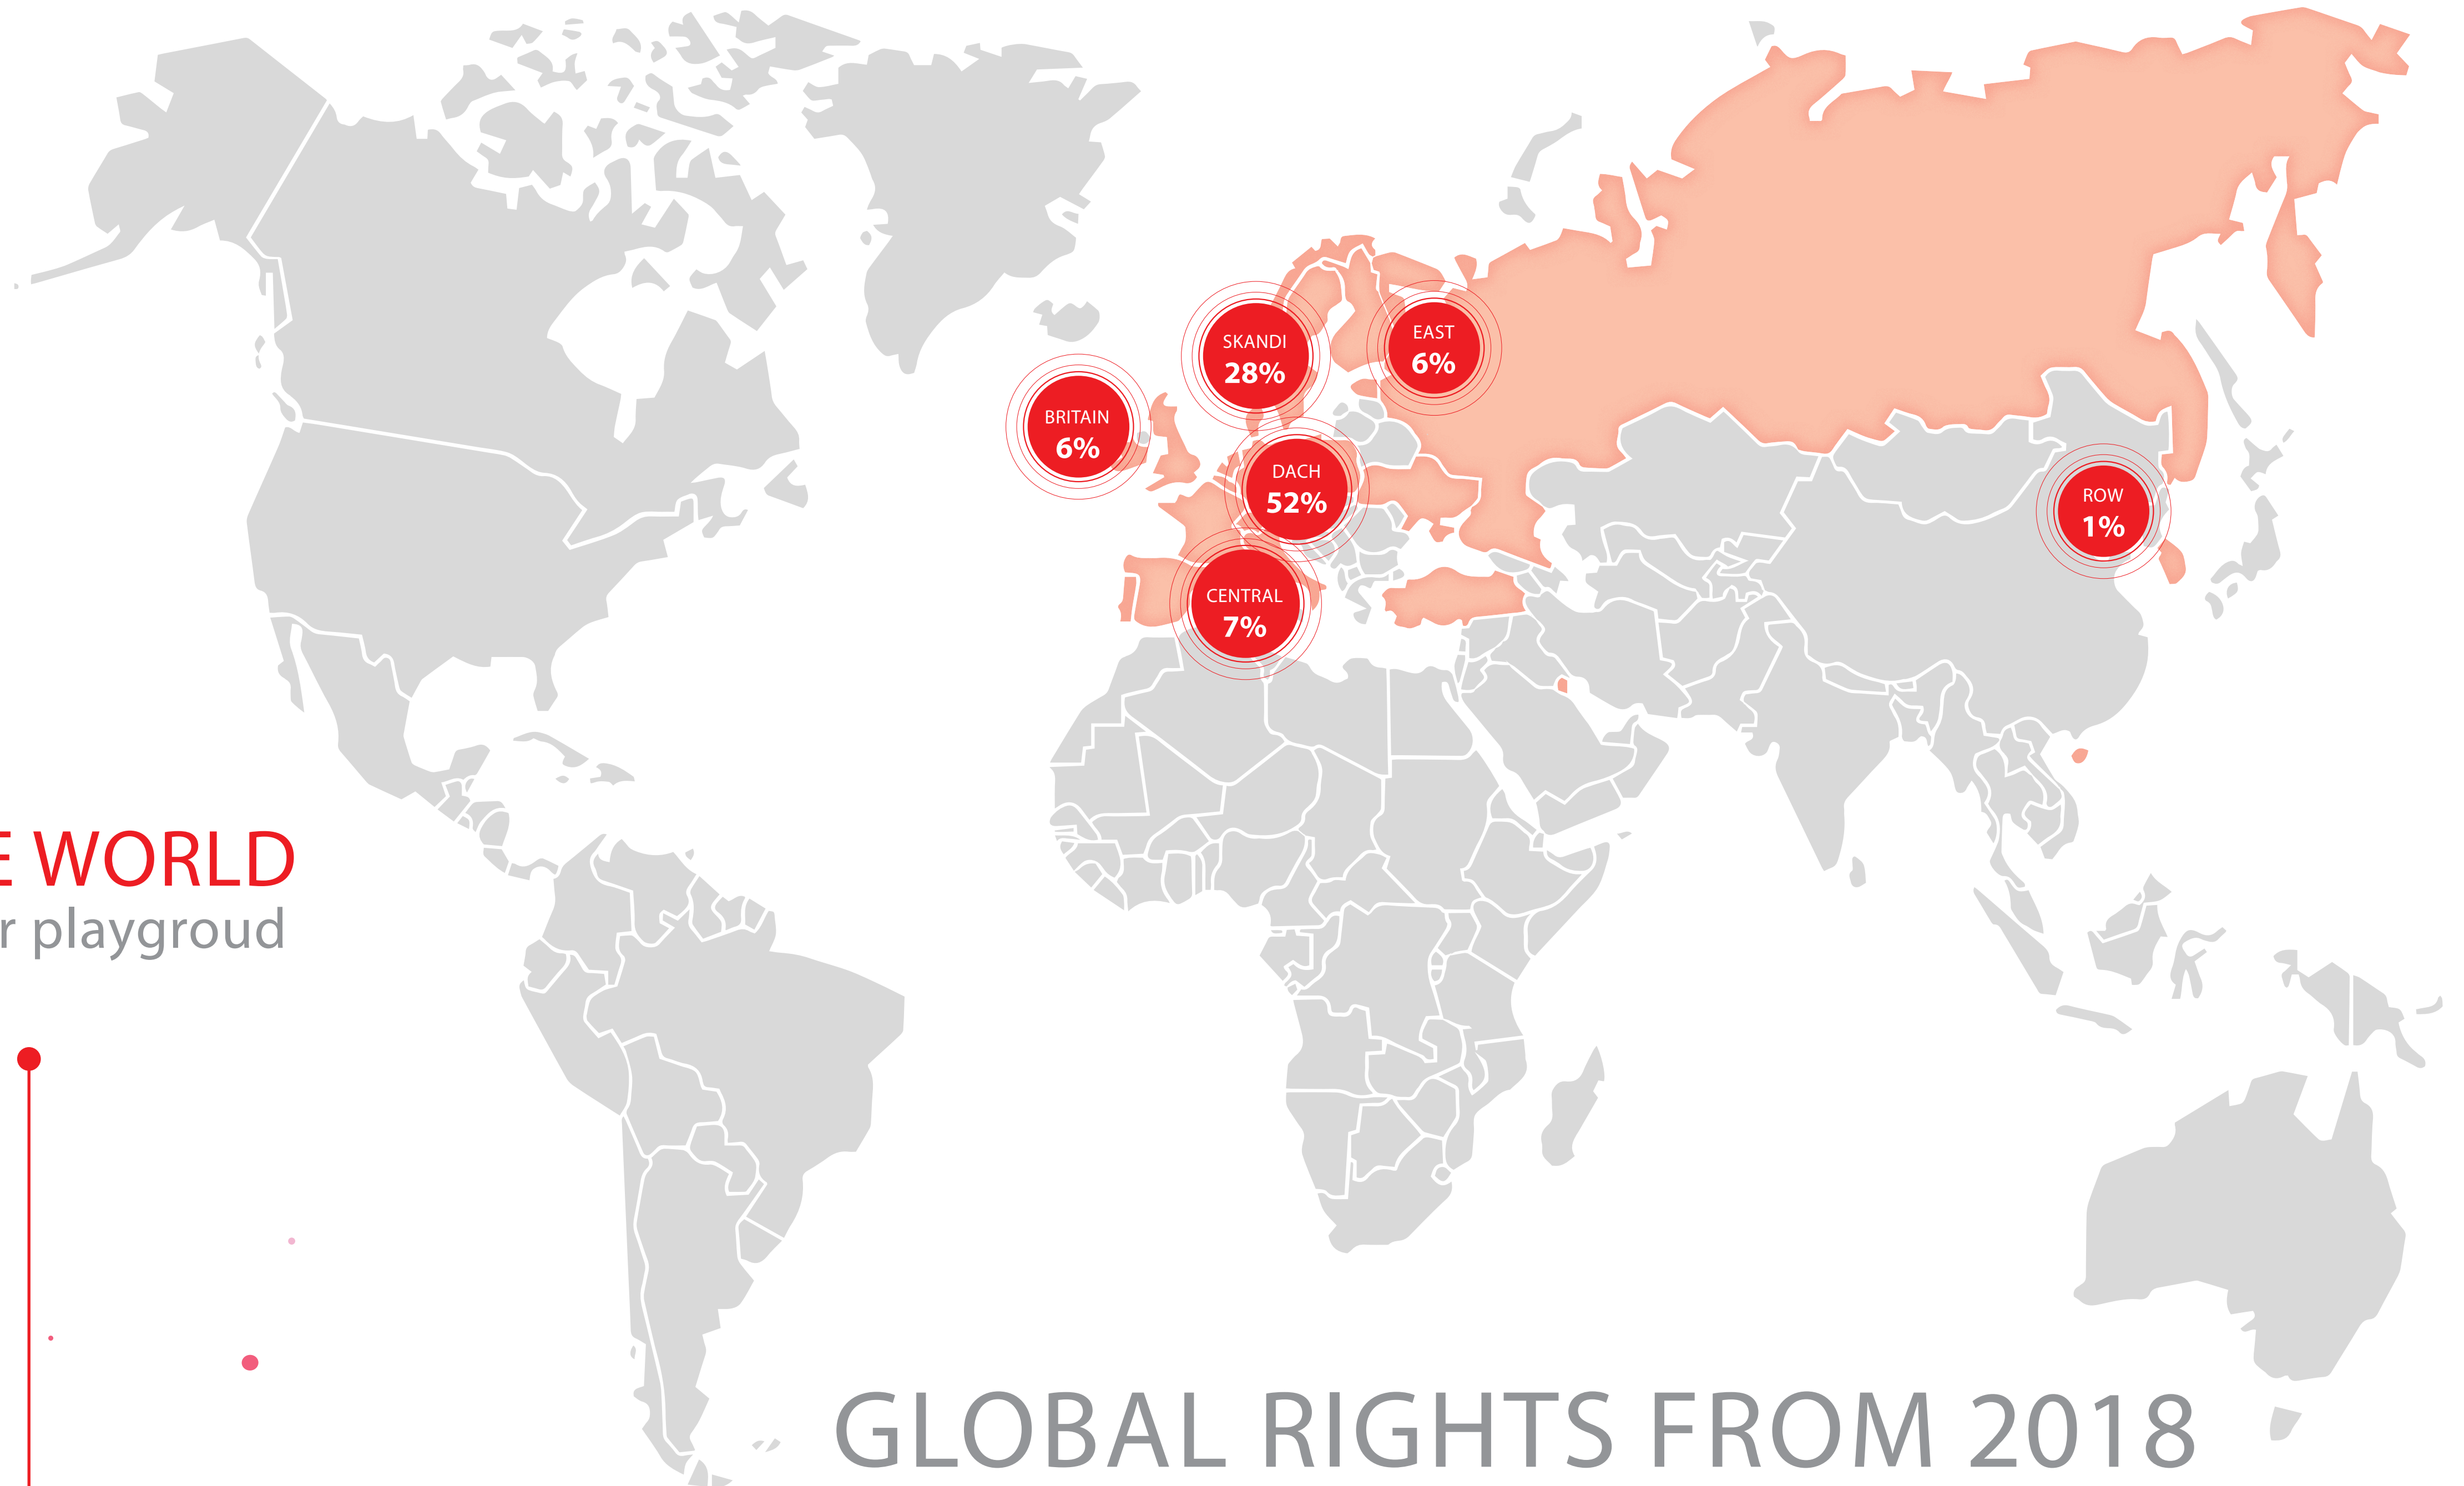 SKANDI
28%
EAST
6%
BRITAIN
6%
DACH
52%
ROW
1%
CENTRAL
7%
WORLD
playgroud
GLOBAL RIGHTS FROM 2018